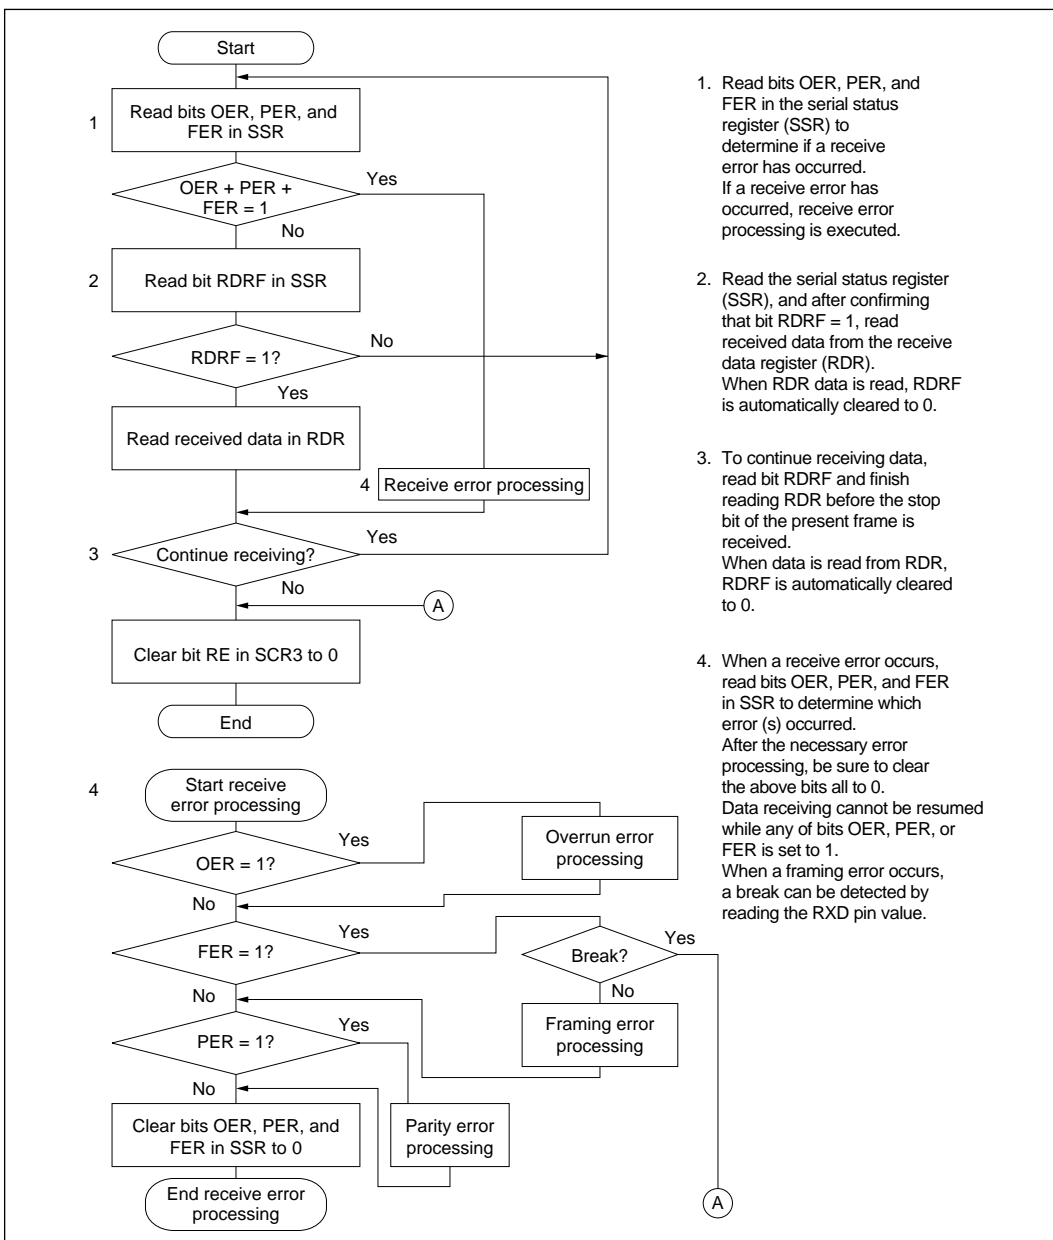 Start
1
Read bits OER, PER, and
FER in SSR
OER + PER +
FER = 1
Yes
No
2
Read bit RDRF in SSR
RDRF = 1?
No
Yes
Read received data in RDR
4
Receive error processing
3
Continue receiving?
Yes
No
A
Clear bit RE in SCR3 to 0
End
4
Start receive
error processing
OER = 1?
Yes
Overrun error
processing
No
FER = 1?
Yes
Break?
Yes
No
No
Framing error
processing
PER = 1?
Yes
No
Clear bits OER, PER, and
FER in SSR to 0
Parity error
processing
End receive error
processing
A
1. Read bits OER, PER, and
FER in the serial status
register (SSR) to
determine if a receive
error has occurred.
If a receive error has
occurred, receive error
processing is executed.
2. Read the serial status register
(SSR), and after confirming
that bit RDRF = 1, read
received data from the receive
data register (RDR).
When RDR data is read, RDRF
is automatically cleared to 0.
3. To continue receiving data,
read bit RDRF and finish
reading RDR before the stop
bit of the present frame is
received.
When data is read from RDR,
RDRF is automatically cleared
to 0.
4. When a receive error occurs,
read bits OER, PER, and FER
in SSR to determine which
error (s) occurred.
After the necessary error
processing, be sure to clear
the above bits all to 0.
Data receiving cannot be resumed
while any of bits OER, PER, or
FER is set to 1.
When a framing error occurs,
a break can be detected by
reading the RXD pin value.